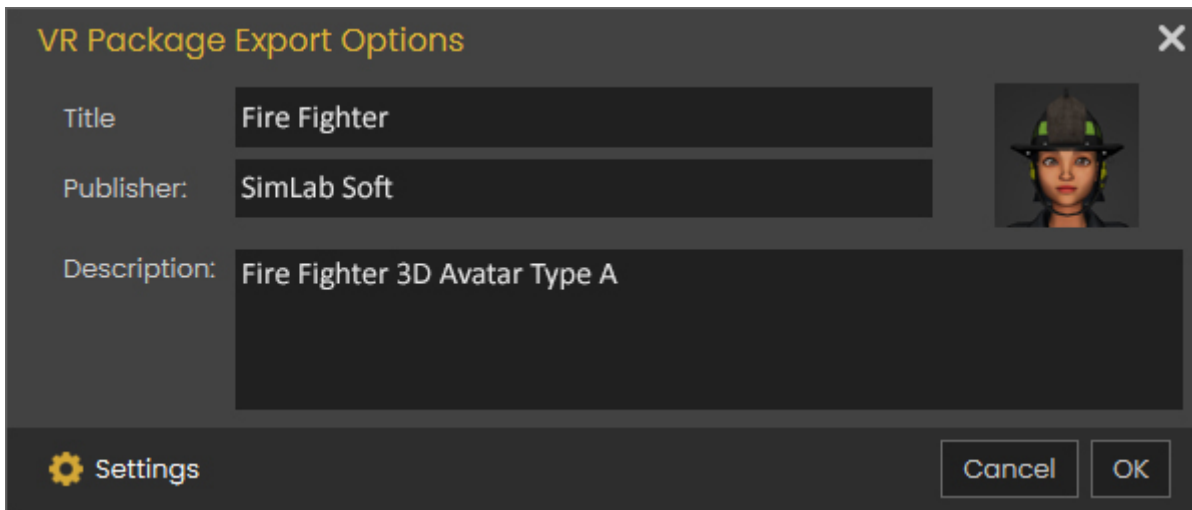 VR Package Export Options
Title
Fire Fighter
Publisher:
SimLab Soft
Description:
Fire Fighter 3D Avatar Type A
Settings
Cancel
OK